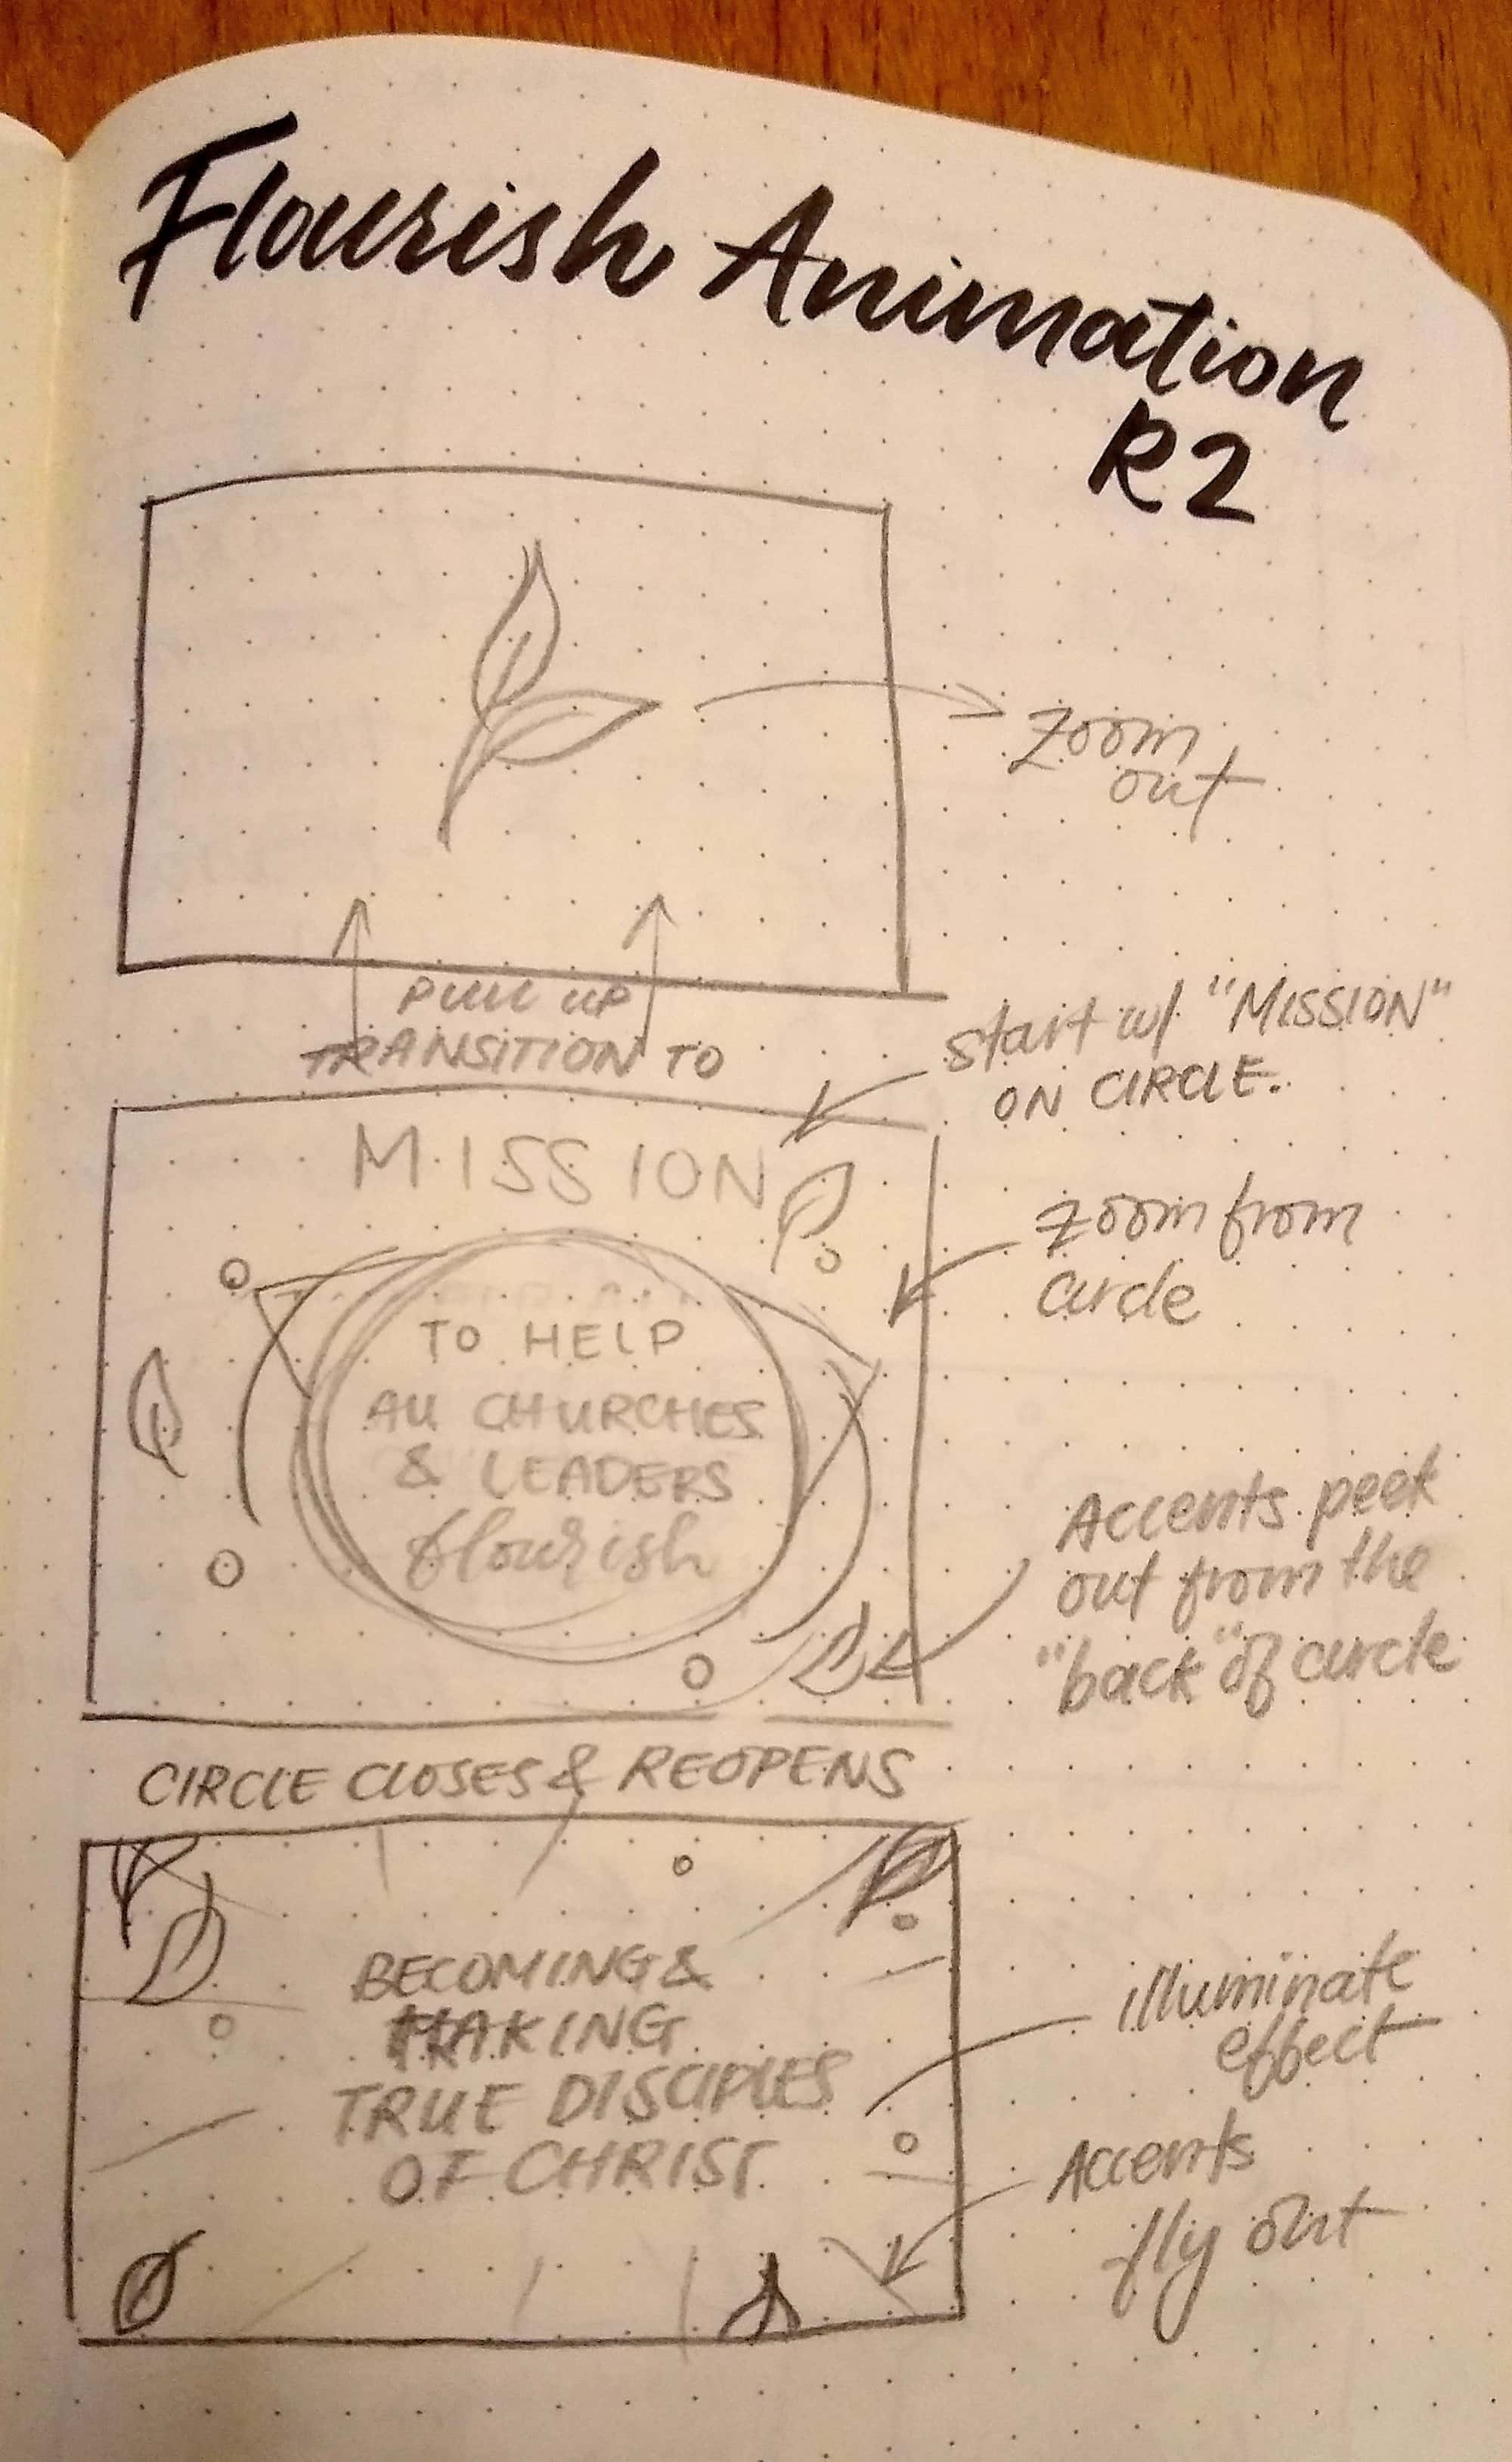 Flourish Animation
R2
Zoom
out
PULL UP
TRANSITION TO
start w/ "MISSION"
ON CIRCLE.
MISSION
Zoom from
circle
TO HELP
ALL CHURCHES
& LEADERS
flourish
Accents peek
out from the
"back" of circle
CIRCLE CLOSES & REOPENS
BECOMING &
MAKING
TRUE DISCIPLES
OF CHRIST
illuminate
effect
Accents
fly out